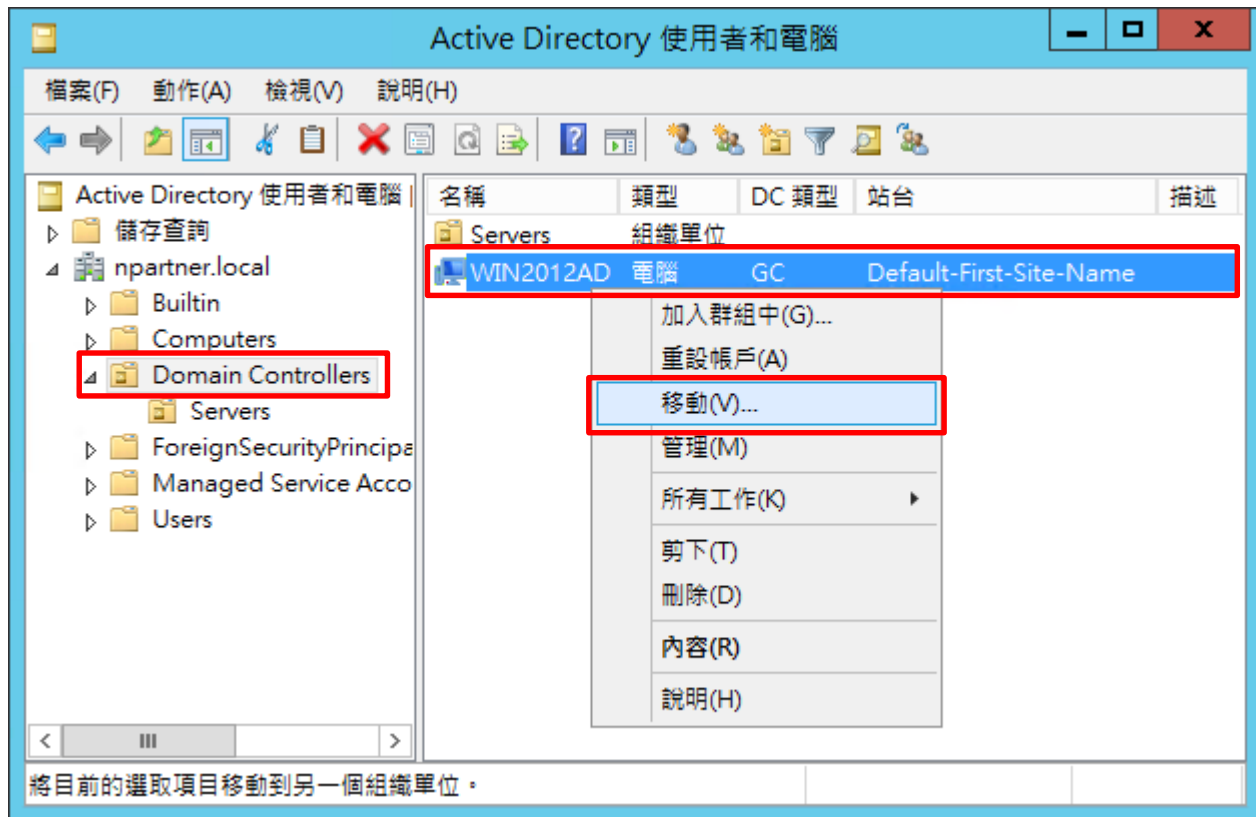 Active Directory 使用者和電腦
檔案(F) 動作(A) 檢視(V) 說明(H)
Active Directory 使用者和電腦
儲存查詢
npartner.local
Builtin
Computers
Domain Controllers
Servers
ForeignSecurityPrincipa
Managed Service Acco
Users
名稱 類型 DC 類型 站台 描述
Servers 組織單位
WIN2012AD 電腦 GC Default-First-Site-Name
加入群組中(G)...
重設帳戶(A)
移動(V)...
管理(M)
所有工作(K)
剪下(T)
刪除(D)
內容(R)
說明(H)
將目前的選取項目移動到另一個組織單位。